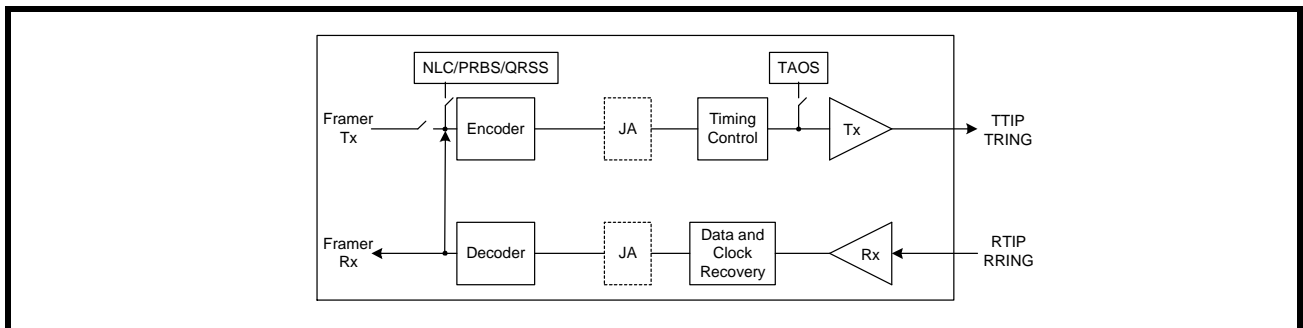 NLC/PRBS/QRSS
TAOS
Framer
Tx
Encoder
JA
Timing
Control
Tx
TTIP
TRING
Framer
Rx
Decoder
JA
Data and
Clock
Recovery
Rx
RTIP
RRING